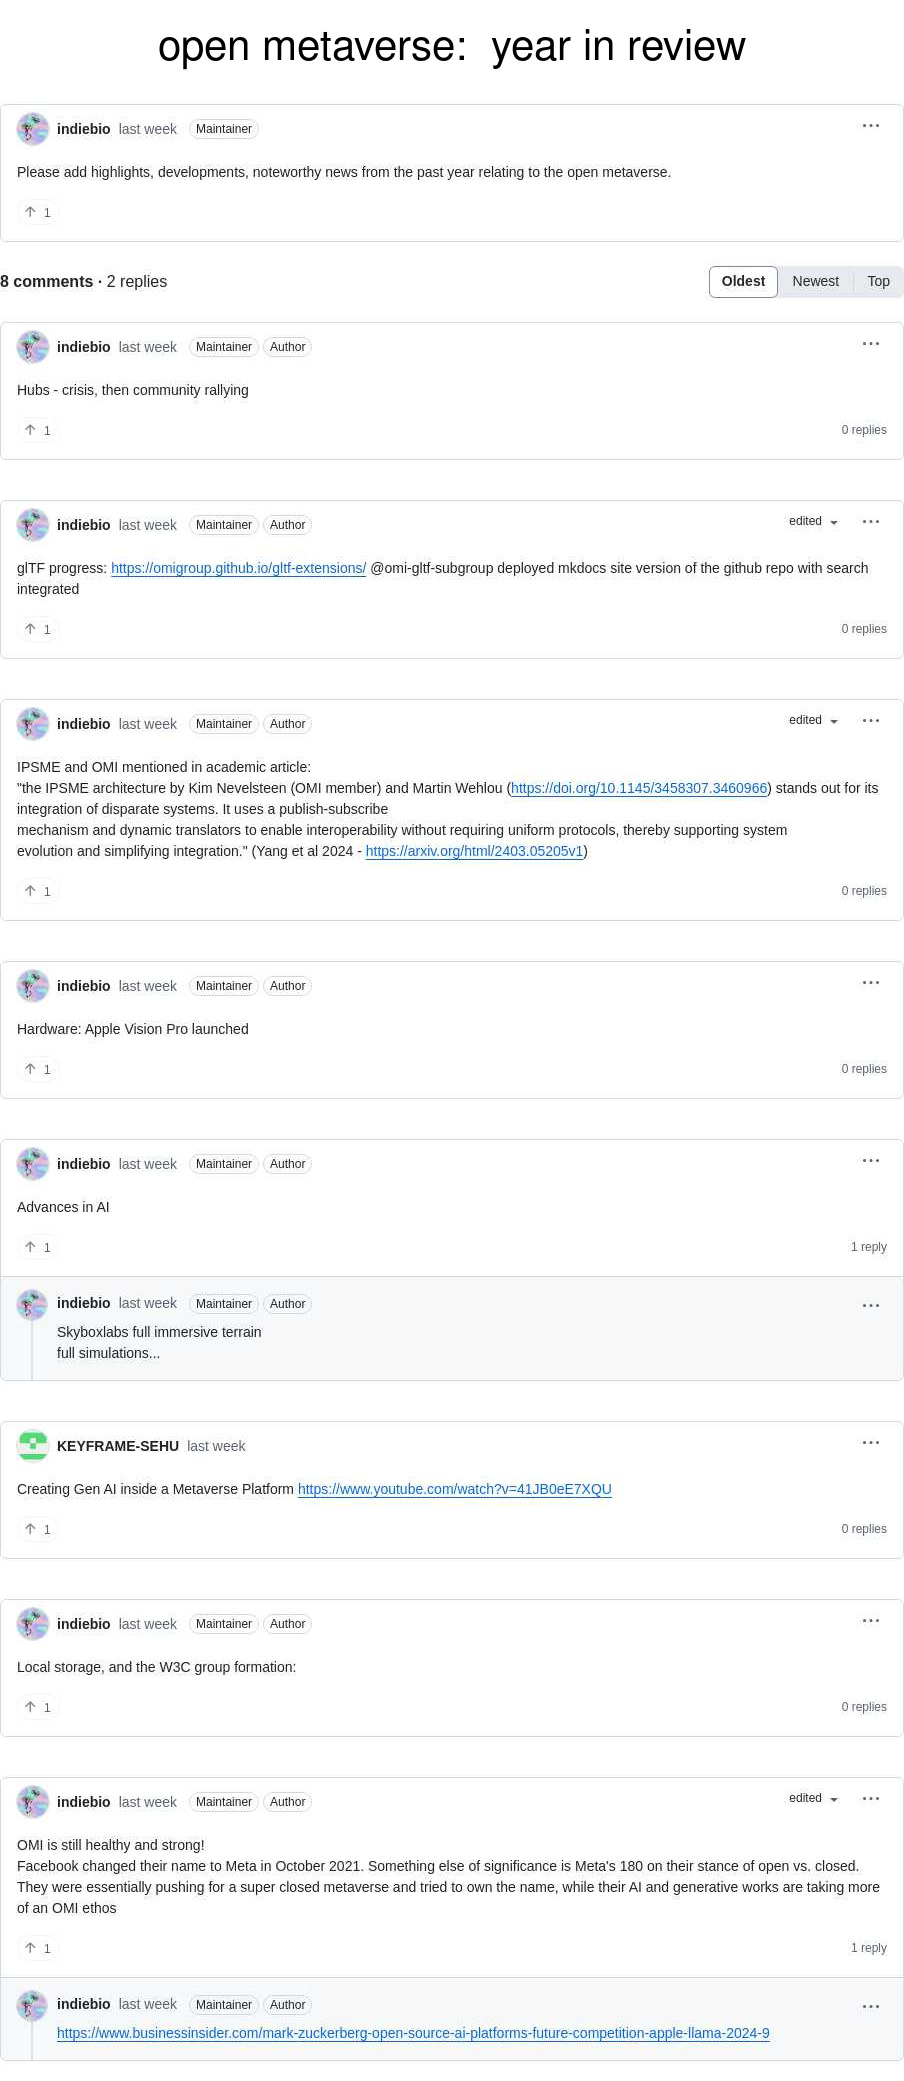 open metaverse:  year in review
indiebio last week Maintainer
Please add highlights, developments, noteworthy news from the past year relating to the open metaverse.
↑ 1
8 comments · 2 replies
Oldest Newest Top
indiebio last week Maintainer Author
Hubs - crisis, then community rallying
↑ 1 0 replies
indiebio last week Maintainer Author edited
glTF progress: https://omigroup.github.io/gltf-extensions/ @omi-gltf-subgroup deployed mkdocs site version of the github repo with search
integrated
↑ 1 0 replies
indiebio last week Maintainer Author edited
IPSME and OMI mentioned in academic article:
"the IPSME architecture by Kim Nevelsteen (OMI member) and Martin Wehlou (https://doi.org/10.1145/3458307.3460966) stands out for its
integration of disparate systems. It uses a publish-subscribe
mechanism and dynamic translators to enable interoperability without requiring uniform protocols, thereby supporting system
evolution and simplifying integration." (Yang et al 2024 - https://arxiv.org/html/2403.05205v1)
↑ 1 0 replies
indiebio last week Maintainer Author
Hardware: Apple Vision Pro launched
↑ 1 0 replies
indiebio last week Maintainer Author
Advances in AI
↑ 1 1 reply
indiebio last week Maintainer Author
Skyboxlabs full immersive terrain
full simulations...
KEYFRAME-SEHU last week
Creating Gen AI inside a Metaverse Platform https://www.youtube.com/watch?v=41JB0eE7XQU
↑ 1 0 replies
indiebio last week Maintainer Author
Local storage, and the W3C group formation:
↑ 1 0 replies
indiebio last week Maintainer Author edited
OMI is still healthy and strong!
Facebook changed their name to Meta in October 2021. Something else of significance is Meta's 180 on their stance of open vs. closed.
They were essentially pushing for a super closed metaverse and tried to own the name, while their AI and generative works are taking more
of an OMI ethos
↑ 1 1 reply
indiebio last week Maintainer Author
https://www.businessinsider.com/mark-zuckerberg-open-source-ai-platforms-future-competition-apple-llama-2024-9